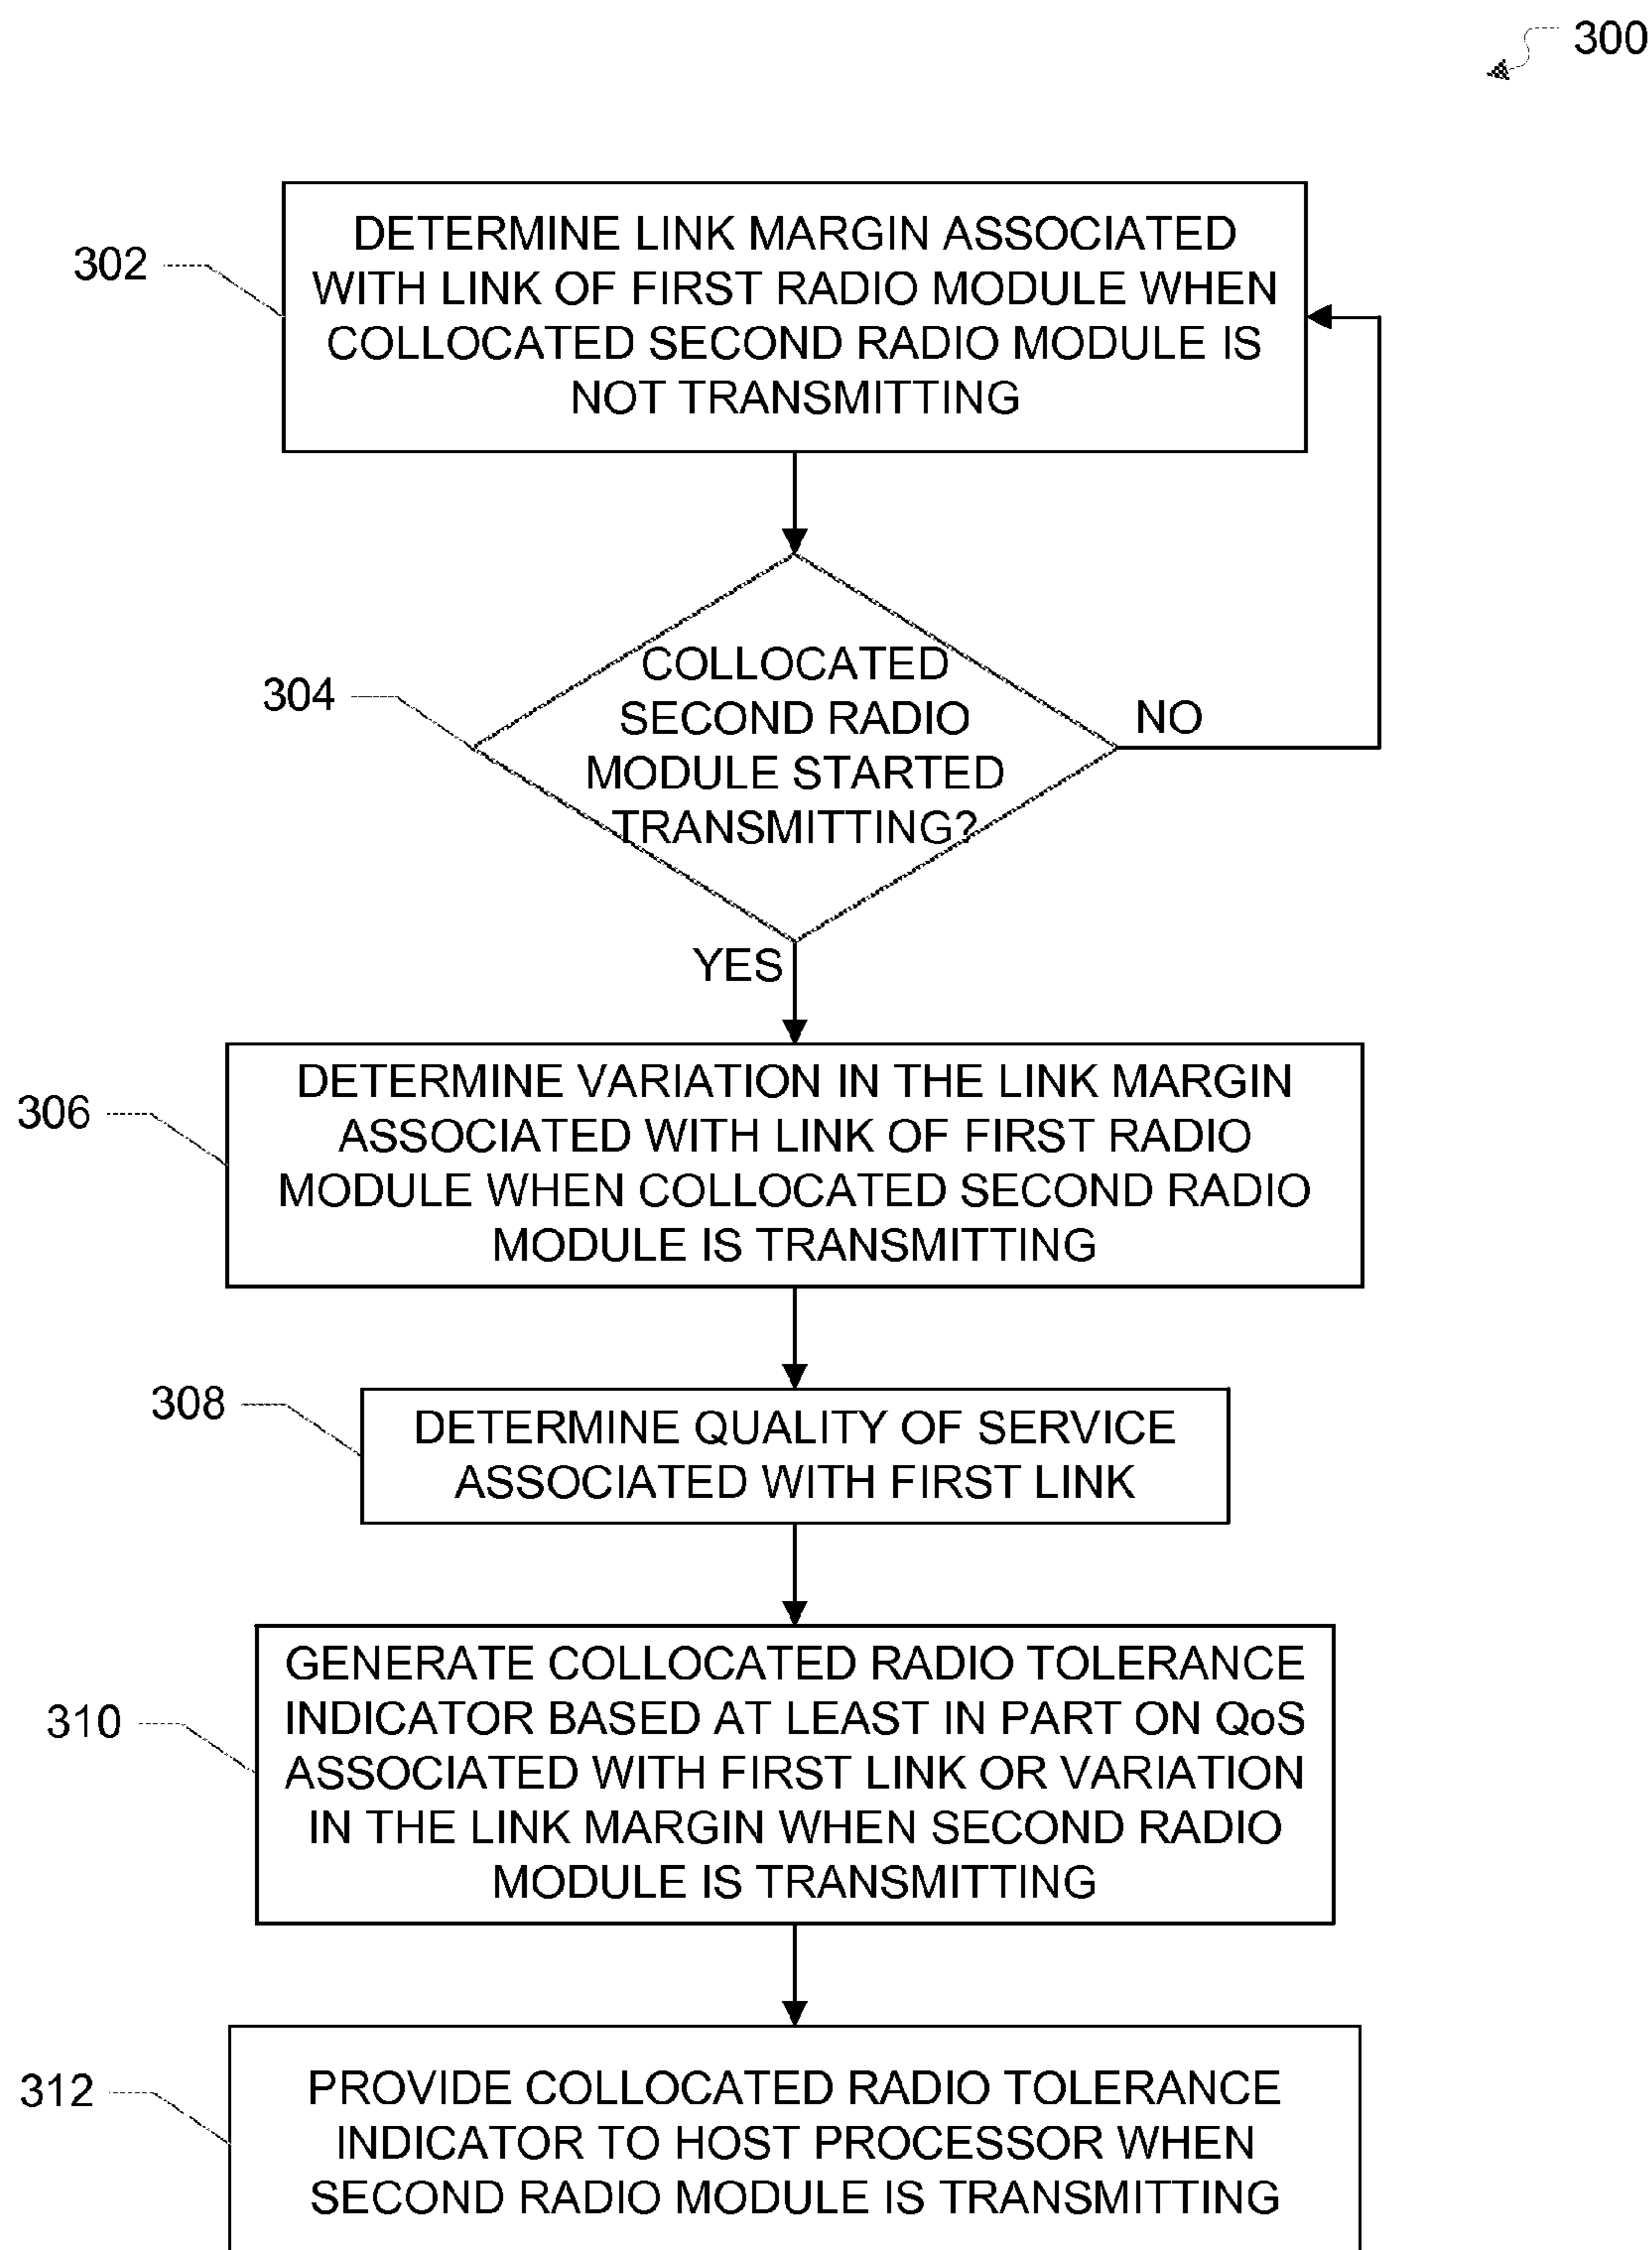 300
302
DETERMINE LINK MARGIN ASSOCIATED
WITH LINK OF FIRST RADIO MODULE WHEN
COLLOCATED SECOND RADIO MODULE IS
NOT TRANSMITTING
304
COLLOCATED
SECOND RADIO
MODULE STARTED
TRANSMITTING?
NO
YES
306
DETERMINE VARIATION IN THE LINK MARGIN
ASSOCIATED WITH LINK OF FIRST RADIO
MODULE WHEN COLLOCATED SECOND RADIO
MODULE IS TRANSMITTING
308
DETERMINE QUALITY OF SERVICE
ASSOCIATED WITH FIRST LINK
310
GENERATE COLLOCATED RADIO TOLERANCE
INDICATOR BASED AT LEAST IN PART ON QoS
ASSOCIATED WITH FIRST LINK OR VARIATION
IN THE LINK MARGIN WHEN SECOND RADIO
MODULE IS TRANSMITTING
312
PROVIDE COLLOCATED RADIO TOLERANCE
INDICATOR TO HOST PROCESSOR WHEN
SECOND RADIO MODULE IS TRANSMITTING